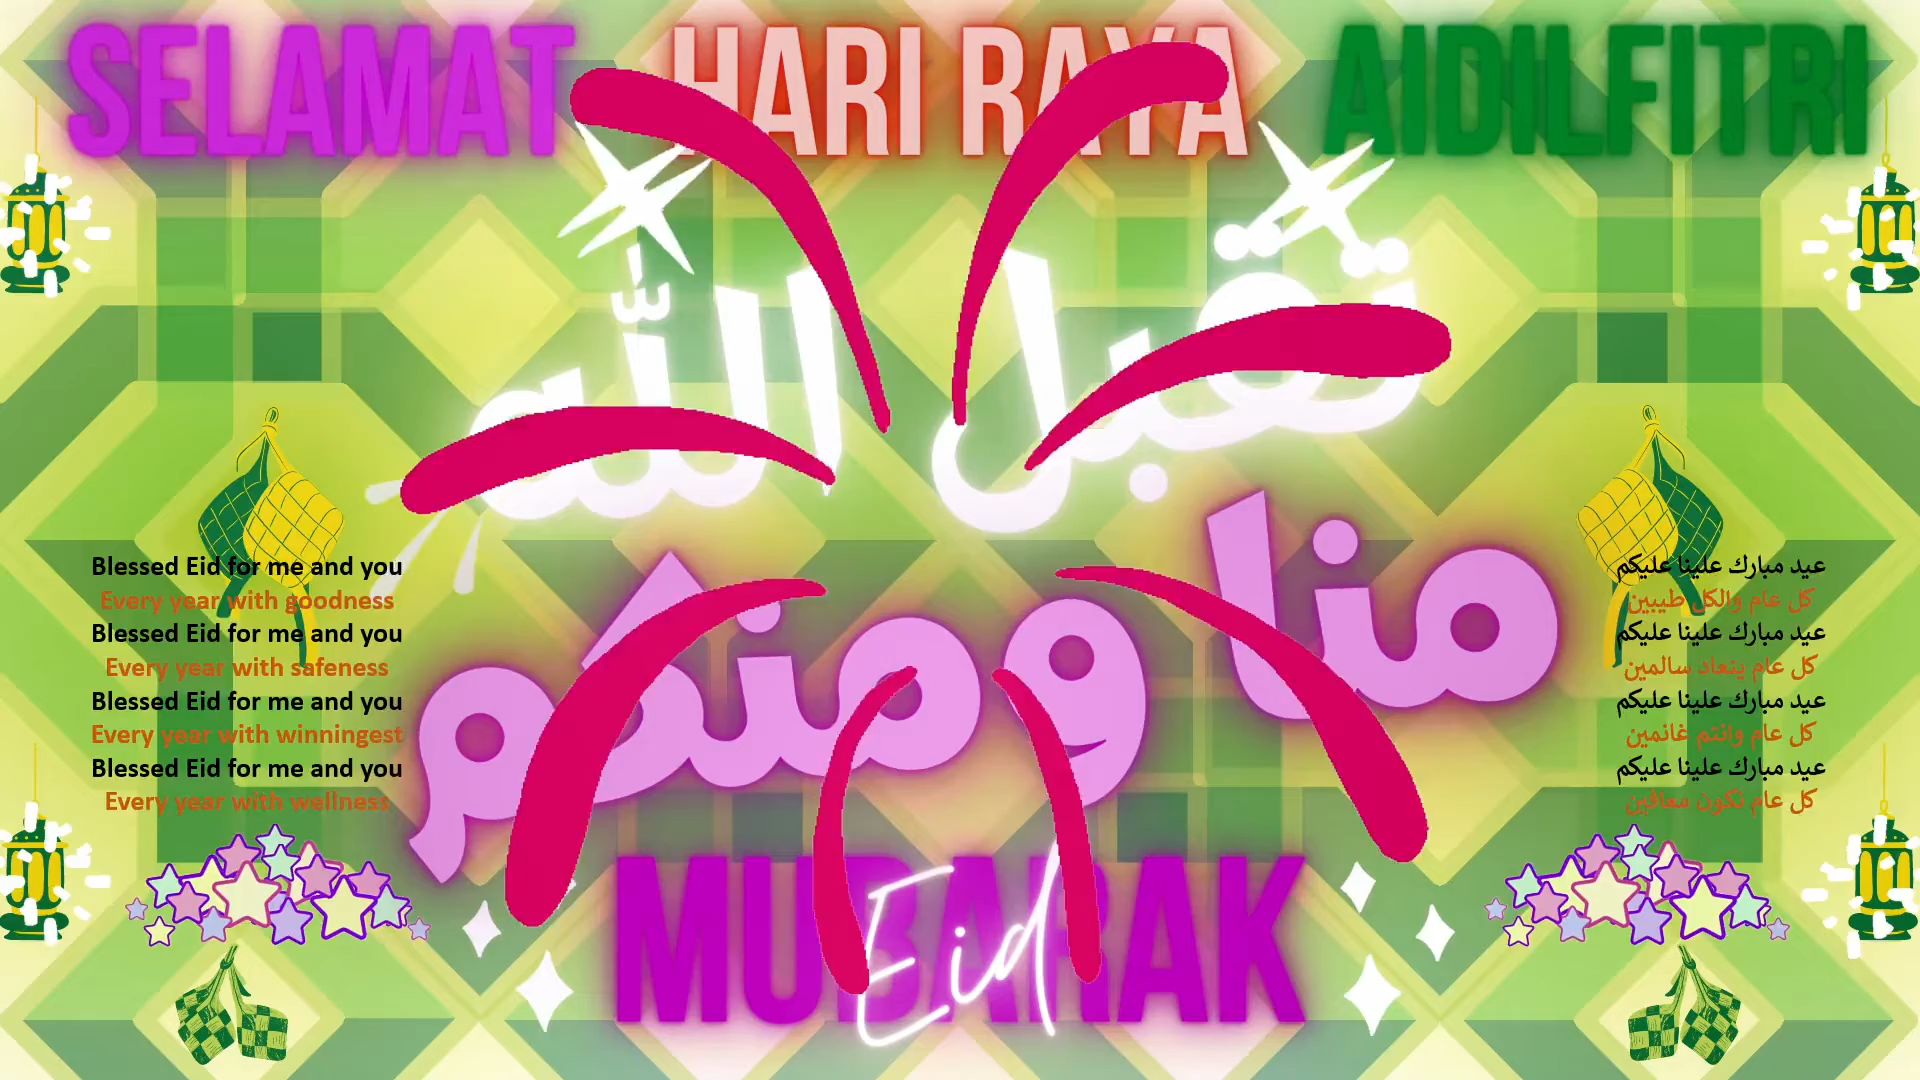 SELAMAT HARI RAYA AIDILFITRI
تقبل الله
منا ومنكم
Blessed Eid for me and you
Every year with goodness
Blessed Eid for me and you
Every year with safeness
Blessed Eid for me and you
Every year with winningest
Blessed Eid for me and you
Every year with wellness
عيد مبارك علينا عليكم
كل عام والكل طيبين
عيد مبارك علينا عليكم
كل عام ينعاد سالمين
عيد مبارك علينا عليكم
كل عام وانتم غانمين
عيد مبارك علينا عليكم
كل عام نكون معافين
Eid
MUBARAK